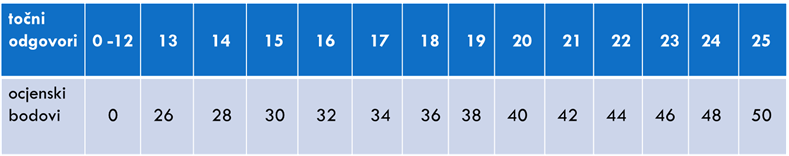 točni odgovori 0 -12 13 14 15 16 17 18 19 20 21 22 23 24 25
ocjenski bodovi 0 26 28 30 32 34 36 38 40 42 44 46 48 50